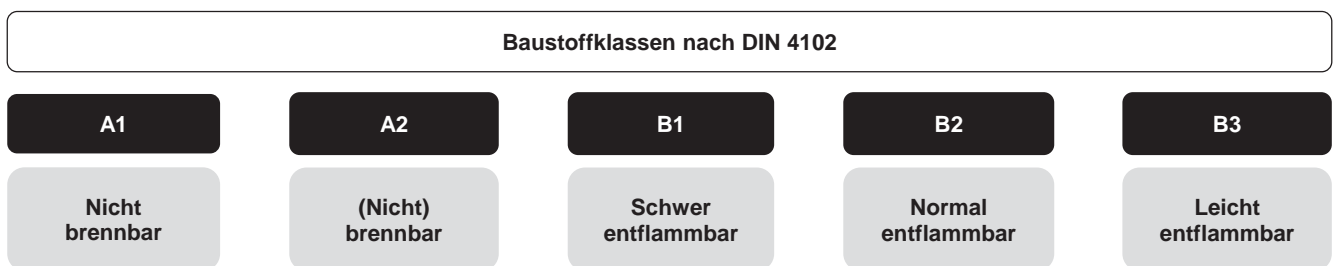 Baustoffklassen nach DIN 4102
A1
A2
B1
B2
B3
Nicht
brennbar
(Nicht)
brennbar
Schwer
entflammbar
Normal
entflammbar
Leicht
entflammbar